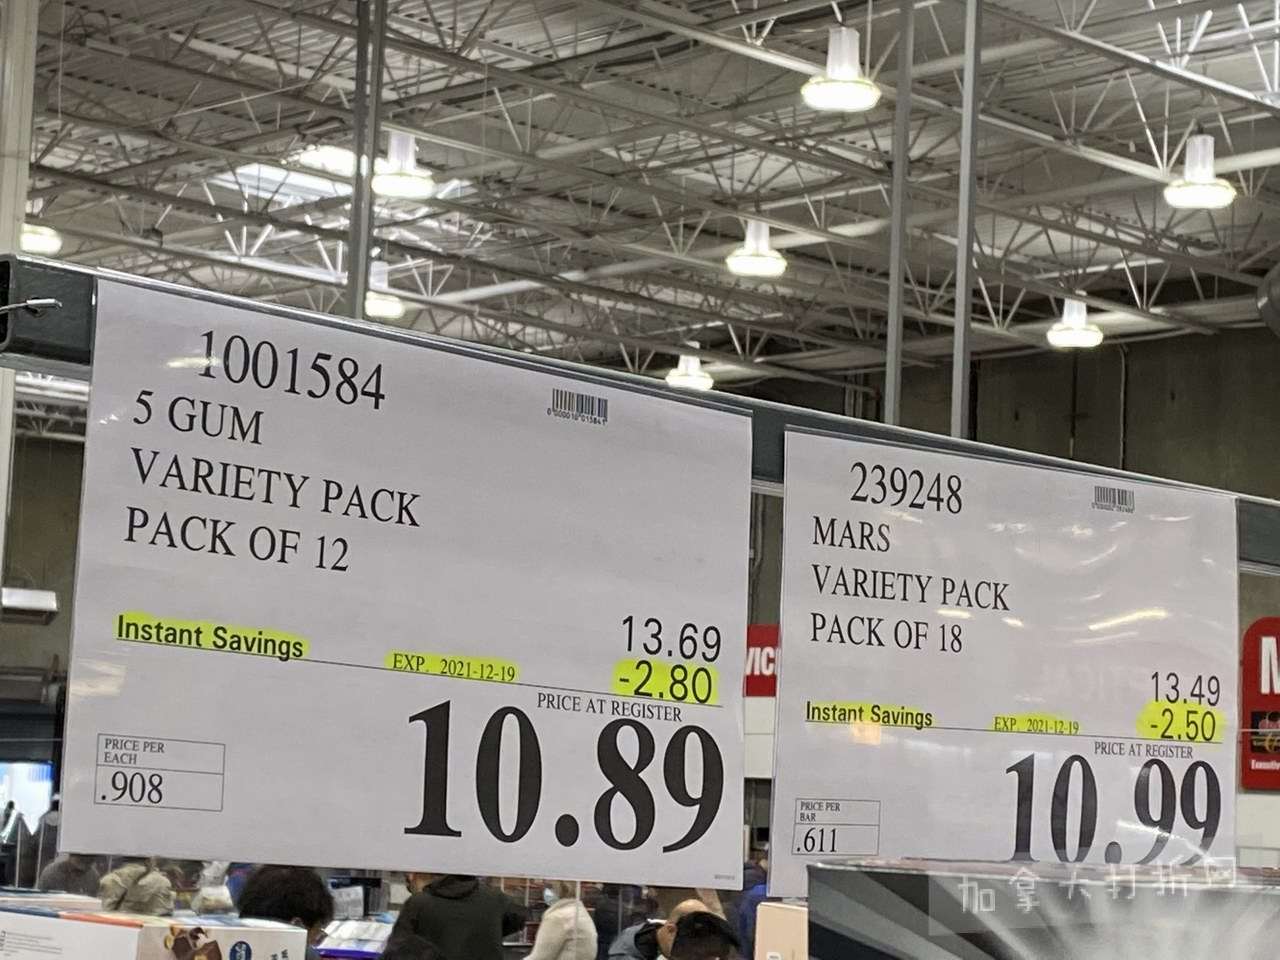 1001584
5 GUM
VARIETY PACK
PACK OF 12
Instant Savings
EXP. 2021-12-19
13.69
-2.80
PRICE AT REGISTER
10.89
PRICE PER
EACH
.908
239248
MARS
VARIETY PACK
PACK OF 18
Instant Savings
EXP. 2021-12-19
13.49
-2.50
PRICE AT REGISTER
10.99
PRICE PER
BAR
.611
VIC
M
Executive
加拿大打折网